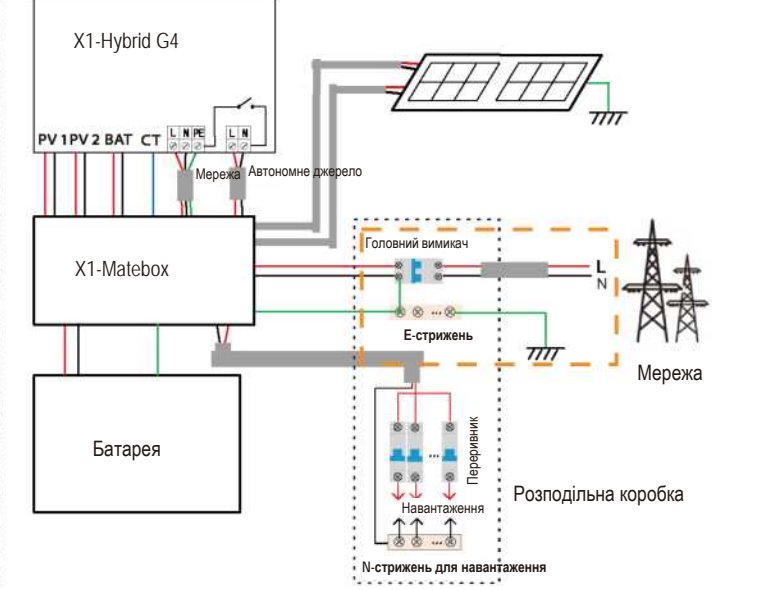 X1-Hybrid G4
PV 1 PV 2 BAT CT
L N PE
L N
Мережа
Автономне джерело
X1-Matebox
Головний вимикач
L
N
Е-стрижень
Мережа
Батарея
Переривник
Навантаження
Розподільна коробка
N-стрижень для навантаження